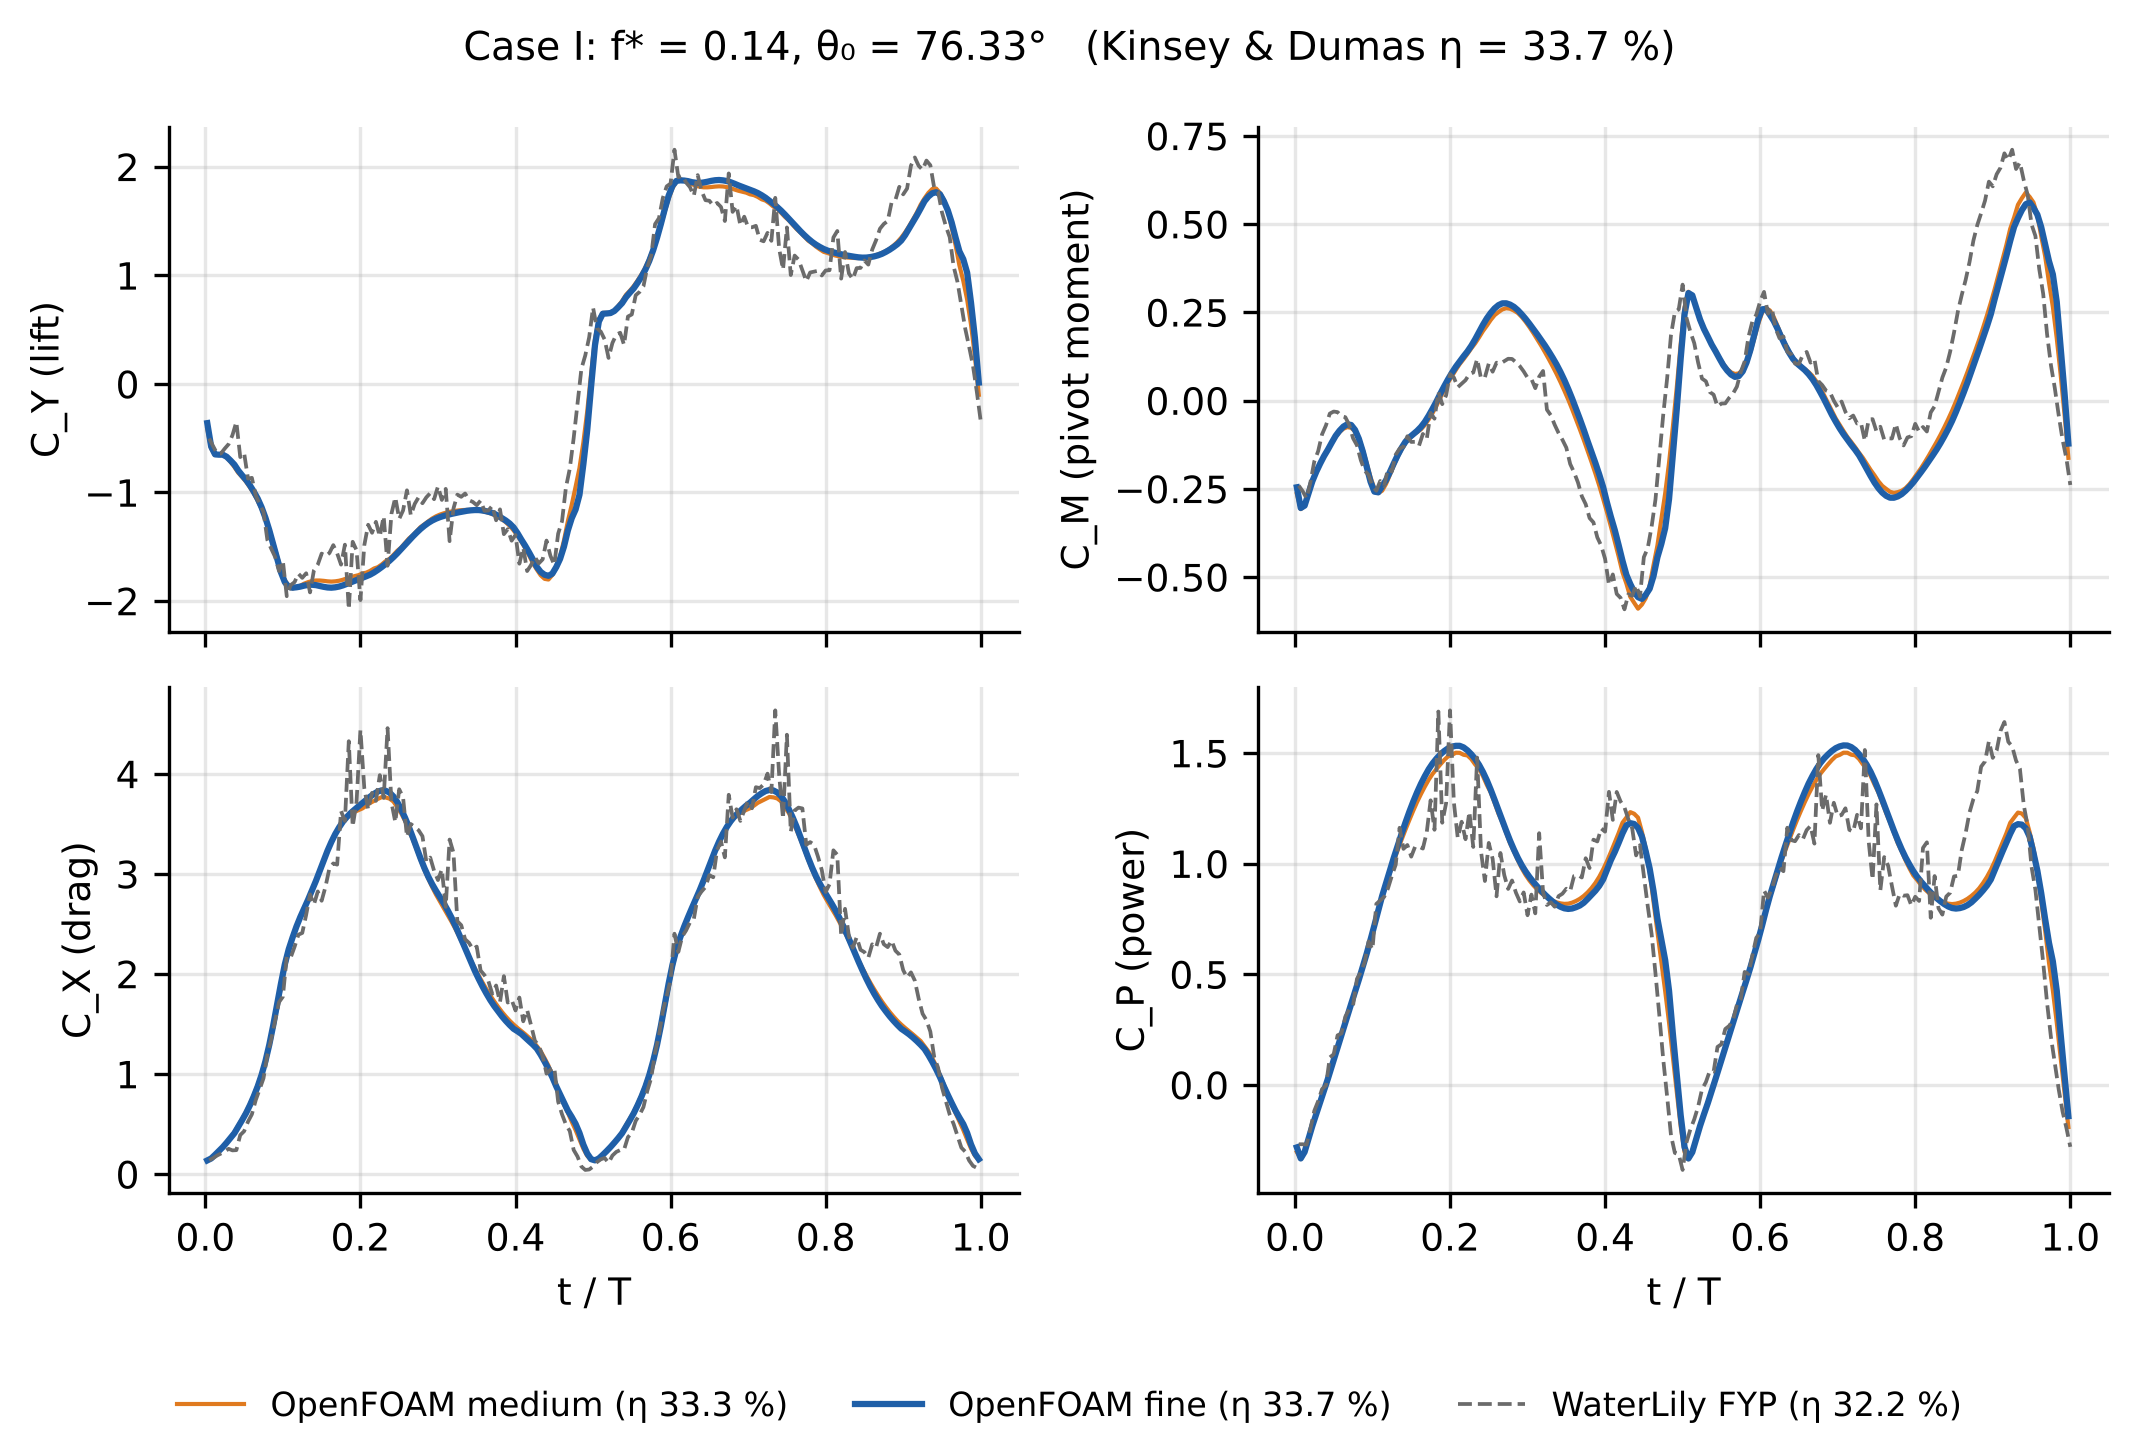 Case I: f* = 0.14, θ₀ = 76.33°   (Kinsey & Dumas η = 33.7 %)
C_Y (lift)
2
1
0
−1
−2
C_M (pivot moment)
0.75
0.50
0.25
0.00
−0.25
−0.50
C_X (drag)
4
3
2
1
0
0.0 0.2 0.4 0.6 0.8 1.0
t / T
C_P (power)
1.5
1.0
0.5
0.0
0.0 0.2 0.4 0.6 0.8 1.0
t / T
OpenFOAM medium (η 33.3 %) OpenFOAM fine (η 33.7 %) WaterLily FYP (η 32.2 %)